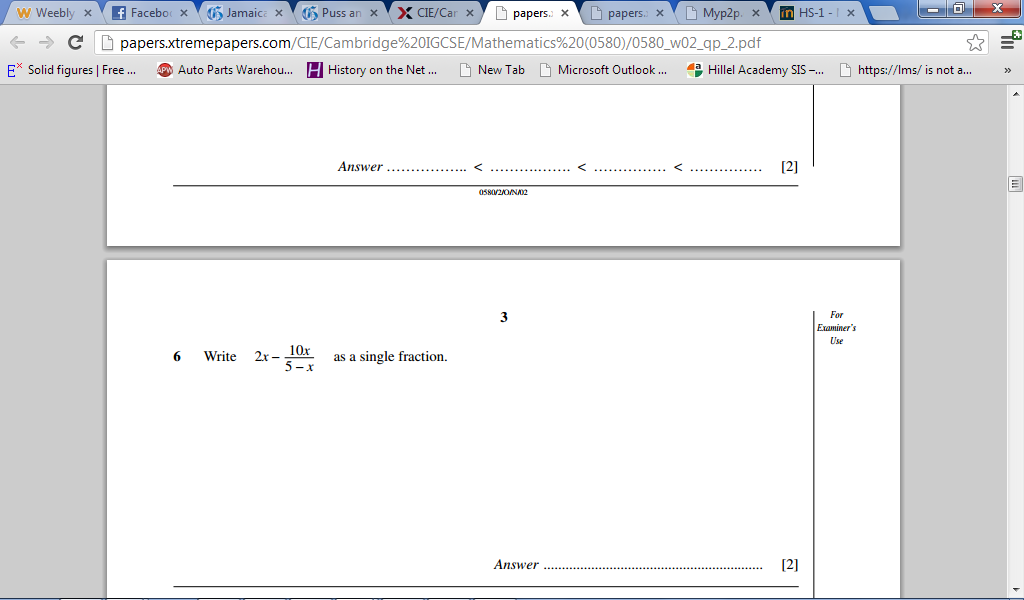 Weebly
Facebo
Jamaica
Puss an
CIE/Car
papers.
papers.
Myp2p.
HS-1 -
papers.xtremepapers.com/CIE/Cambridge%20IGCSE/Mathematics%20(0580)/0580_w02_qp_2.pdf
Solid figures | Free ...
APW Auto Parts Warehou...
H History on the Net ...
New Tab
Microsoft Outlook ...
Hillel Academy SIS –...
https://lms/ is not a...
»
Answer ................ < ................ < ............... < ............... [2]
0580/2/O/N/02
3
For
Examiner's
Use
6 Write 2x – 10x / 5 – x as a single fraction.
Answer ............................................................ [2]